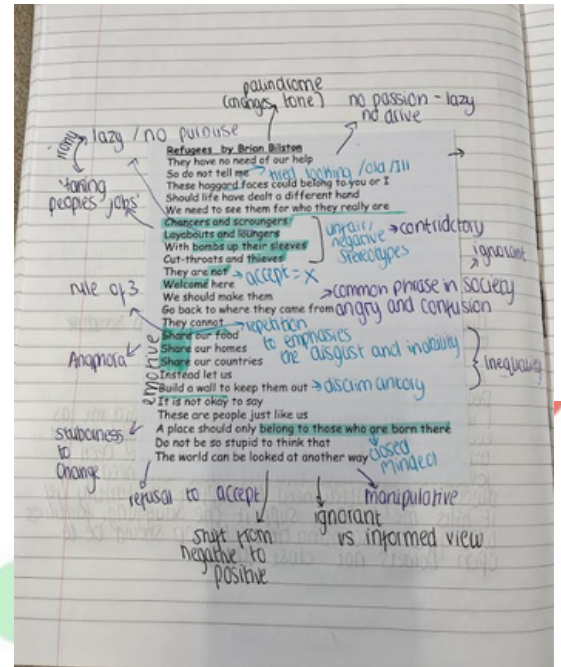 palindrome
(changes tone)
no passion - lazy
no drive
irony
lazy / no purouse
'taking
peoples jobs'
Refugees by Brian Bilston
They have no need of our help
So do not tell me
tired looking /old /Ill
These haggard faces could belong to you or I
Should life have dealt a different hand
We need to see them for who they really are
Chancers and scroungers
Layabouts and loungers
With bombs up their sleeves
Cut-throats and thieves
unfair/
negative
stereotypes
contridictory
They are not
accept = X
ignorant
Welcome here
We should make them
common phrase in society
Go back to where they came from
angry and confusion
They cannot
repetition
to emphasies
the disgust and
rule of 3
Share our food
Share our homes
Share our countries
Anaphora
emotive
inequality
Instead let us
Build a wall to keep them out
It is not okay to say
These are people just like us
A place should only belong to those who are born there
Do not be so stupid to think that
The world can be looked at another way
closed
minded
to
change
refusal to accept
manipulative
shift from
negative to
positive
ignorant
vs informed view